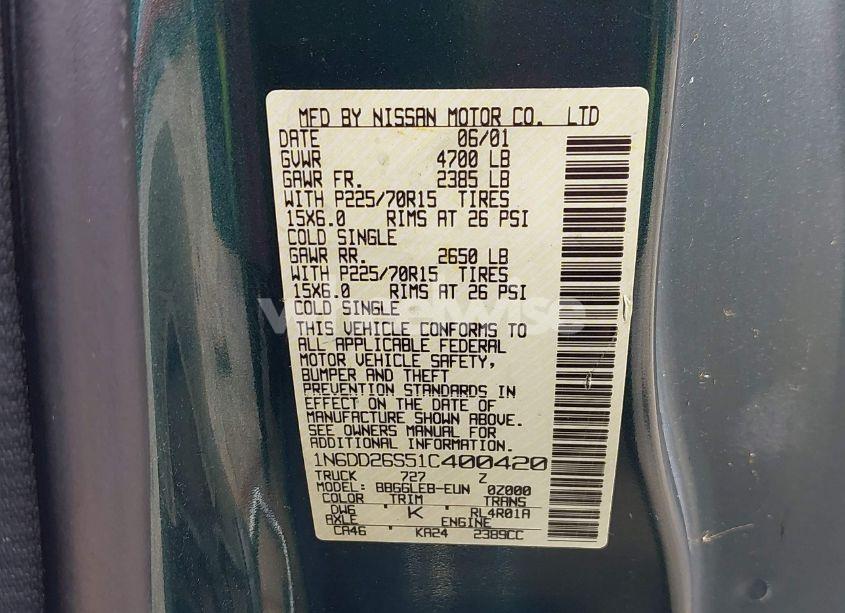 MFD BY NISSAN MOTOR CO. LTD
DATE 06/01
GVWR 4700 LB
GAWR FR. 2385 LB
WITH P225/70R15 TIRES
15X6.0 RIMS AT 26 PSI
COLD SINGLE
GAWR RR. 2650 LB
WITH P225/70R15 TIRES
15X6.0 RIMS AT 26 PSI
COLD SINGLE
THIS VEHICLE CONFORMS TO
ALL APPLICABLE FEDERAL
MOTOR VEHICLE SAFETY,
BUMPER AND THEFT
PREVENTION STANDARDS IN
EFFECT ON THE DATE OF
MANUFACTURE SHOWN ABOVE.
SEE OWNERS MANUAL FOR
ADDITIONAL INFORMATION.
1N6DD26S51C400420
TRUCK 727 Z
MODEL: BBGGLEB-EUN 0Z000
COLOR TRIM TRANS
DW6 K RL4R01A
AXLE ENGINE
CA46 KA24 2389CC